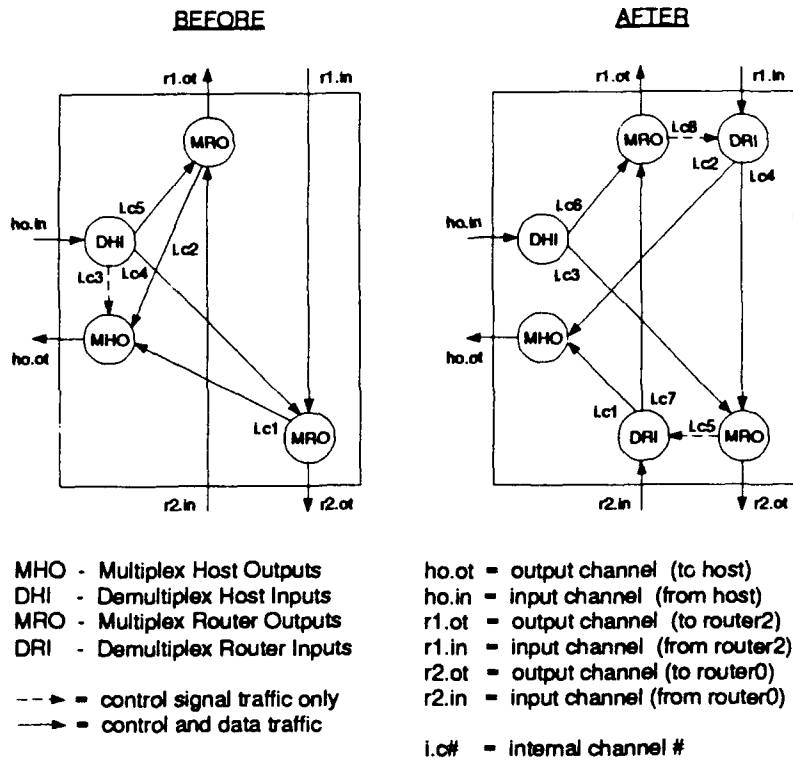 BEFORE
AFTER
r1.ot
r1.in
r1.ot
r1.in
MRO
MRO
i.c8
DRI
i.c2
i.c4
i.c5
i.c2
i.c6
ho.in
DHI
i.c3
i.c4
ho.in
DHI
i.c3
MHO
ho.ot
MHO
ho.ot
i.c1
MRO
i.c1
i.c7
DRI
i.c5
MRO
r2.in
r2.ot
r2.in
r2.ot
MHO - Multiplex Host Outputs
DHI - Demultiplex Host Inputs
MRO - Multiplex Router Outputs
DRI - Demultiplex Router Inputs
= control signal traffic only
= control and data traffic
ho.ot = output channel (to host)
ho.in = input channel (from host)
r1.ot = output channel (to router2)
r1.in = input channel (from router2)
r2.ot = output channel (to router0)
r2.in = input channel (from router0)
i.c# = internal channel #